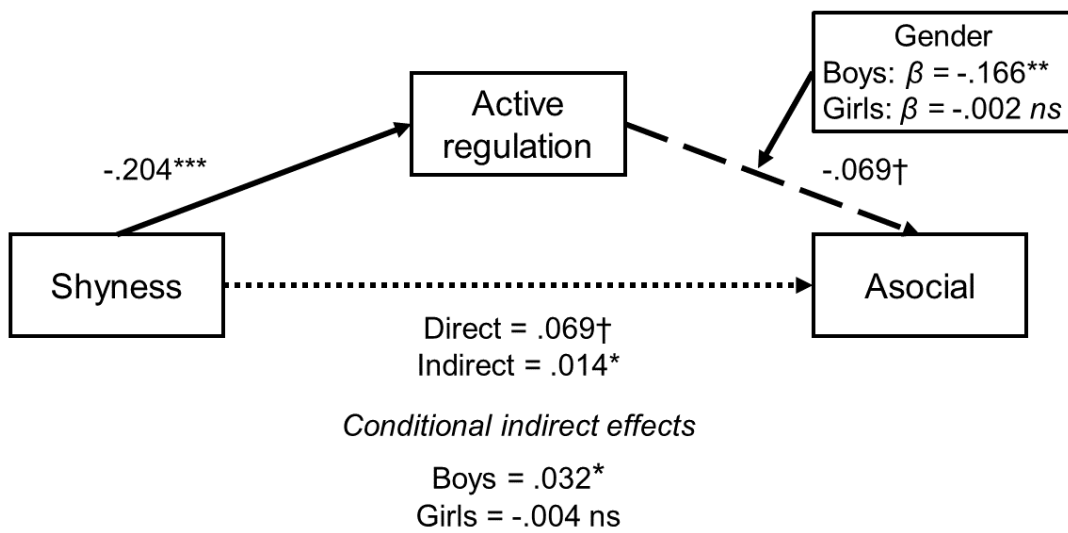 Gender
Boys: β = -.166**
Girls: β = -.002 ns
Active
regulation
-.204***
-.069†
Shyness
Asocial
Direct = .069†
Indirect = .014*
Conditional indirect effects
Boys = .032*
Girls = -.004 ns